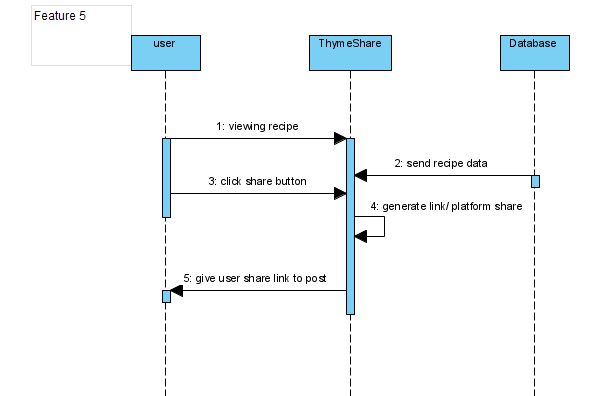 Feature 5
user
ThymeShare
Database
1: viewing recipe
2: send recipe data
3: click share button
4: generate link/ platform share
5: give user share link to post